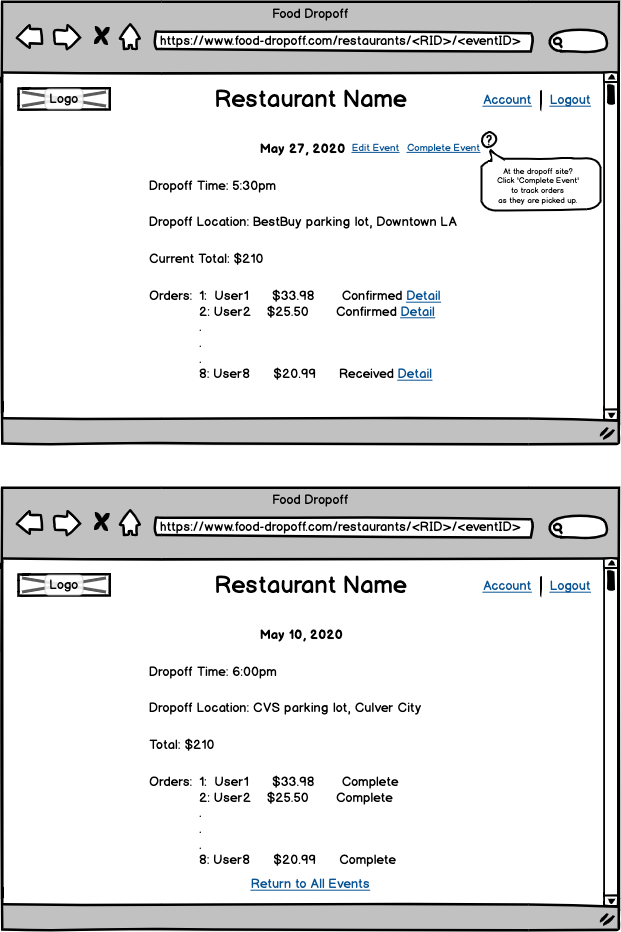 Food Dropoff
https://www.food-dropoff.com/restaurants/<RID>/<eventID>
Logo
Restaurant Name
Account | Logout
May 27, 2020 Edit Event Complete Event ?
At the dropoff site?
Click 'Complete Event'
to track orders
as they are picked up.
Dropoff Time: 5:30pm
Dropoff Location: BestBuy parking lot, Downtown LA
Current Total: $210
Orders: 1: User1 $33.98 Confirmed Detail
2: User2 $25.50 Confirmed Detail
.
.
.
8: User8 $20.99 Received Detail
Food Dropoff
https://www.food-dropoff.com/restaurants/<RID>/<eventID>
Logo
Restaurant Name
Account | Logout
May 10, 2020
Dropoff Time: 6:00pm
Dropoff Location: CVS parking lot, Culver City
Total: $210
Orders: 1: User1 $33.98 Complete
2: User2 $25.50 Complete
.
.
.
8: User8 $20.99 Complete
Return to All Events